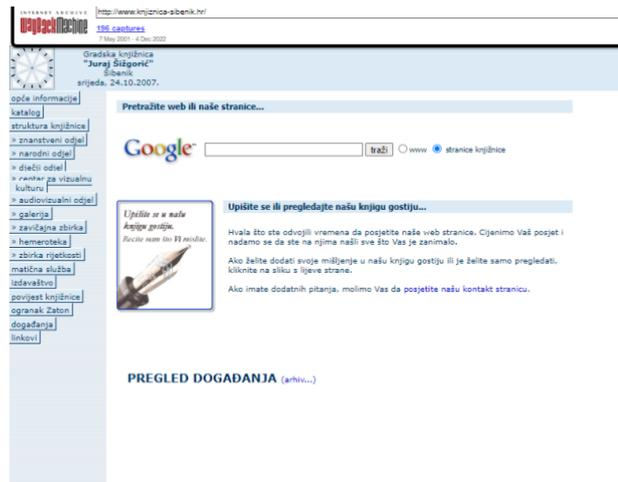 INTERNET ARCHIVE
WayBackMachine
http://www.knjiznica-sibenik.hr/
196 captures
7 May 2001 - 4 Dec 2022
Gradska knjižnica
"Juraj Šižgorić"
Šibenik
srijeda, 24.10.2007.
opće informacije
katalog
struktura knjižnice
» znanstveni odjel
» narodni odjel
» dječji odjel
» centar za vizualnu
kulturu
» audiovizualni odjel
» galerija
» zavičajna zbirka
» hemeroteka
» zbirka rijetkosti
matična služba
izdavaštvo
povijest knjižnice
ogranak Zaton
događanja
linkovi
Pretražite web ili naše stranice...
Google
traži
www
stranice knjižnice
Upišite se u našu
knjigu gostiju.
Recite nam što Vi mislite.
Upišite se ili pregledajte našu knjigu gostiju...
Hvala što ste odvojili vremena da posjetite naše web stranice. Cijenimo Vaš posjet i
nadamo se da ste na njima našli sve što Vas je zanimalo.
Ako želite dodati svoje mišljenje u našu knjigu gostiju ili je želite samo pregledati,
kliknite na sliku s lijeve strane.
Ako imate dodatnih pitanja, molimo Vas da posjetite našu kontakt stranicu.
PREGLED DOGAĐANJA (arhiv...)